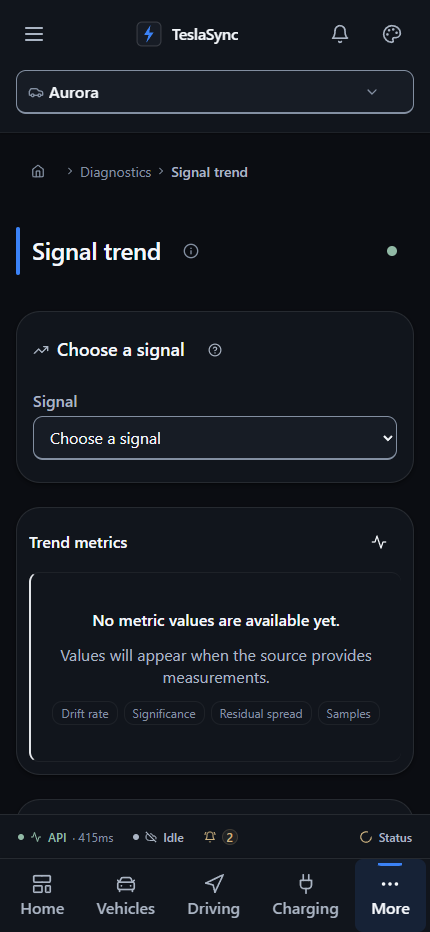 TeslaSync
Aurora
Diagnostics Signal trend
Signal trend
Choose a signal
Signal
Choose a signal
Trend metrics
No metric values are available yet.
Values will appear when the source provides
measurements.
Drift rate Significance Residual spread Samples
API · 415ms Idle 2 Status
Home Vehicles Driving Charging More